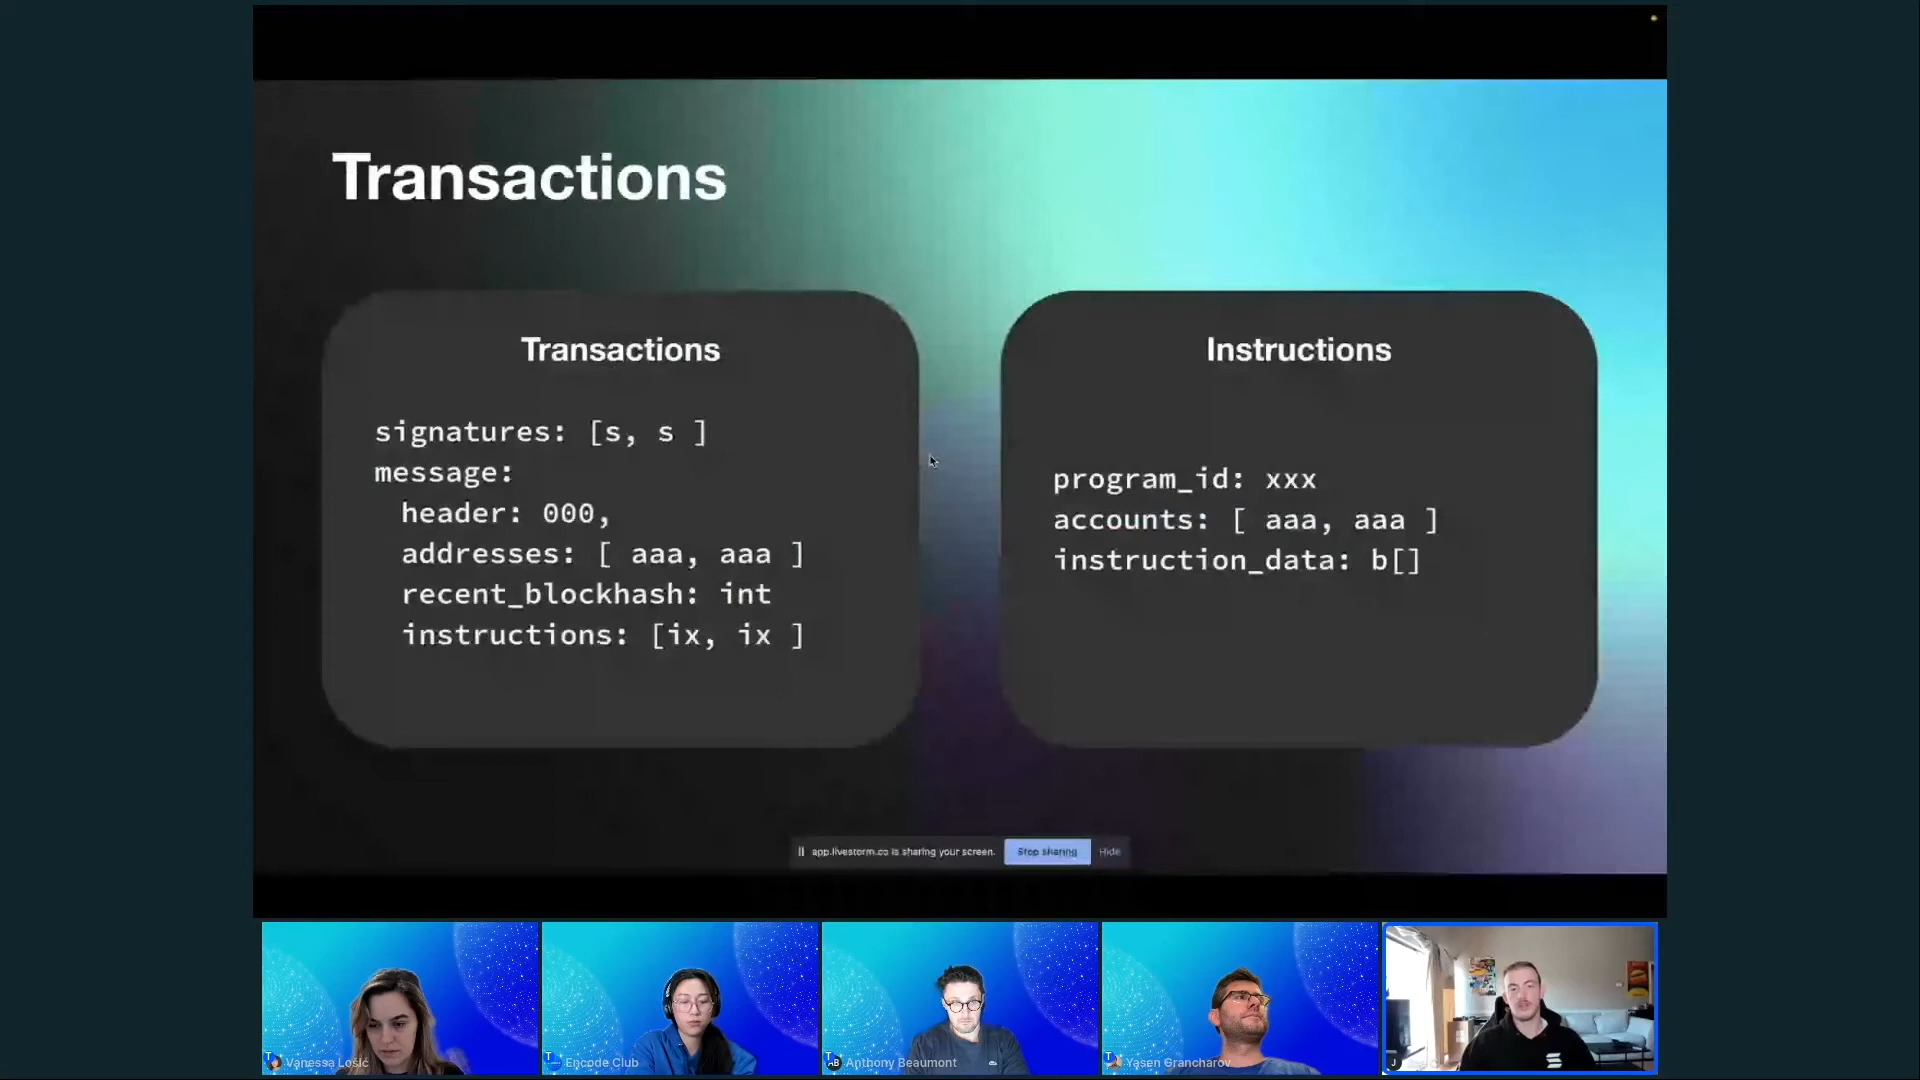 Transactions
Transactions
signatures: [s, s ]
message:
header: 000,
addresses: [ aaa, aaa ]
recent_blockhash: int
instructions: [ix, ix ]
Instructions
program_id: xxx
accounts: [ aaa, aaa ]
instruction_data: b[]
app.livestorm.co is sharing your screen.
Stop sharing
Hide
Vanessa Lošić
Encode Club
AB Anthony Beaumont
Yasen Grancharov
J